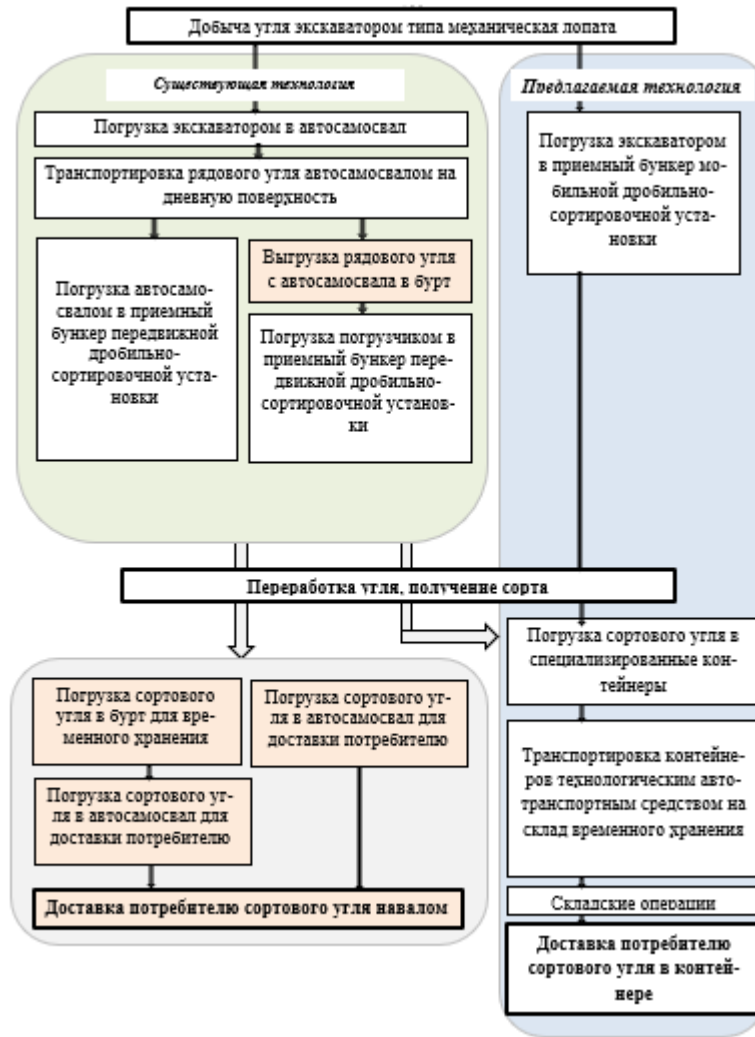 Добыча угля экскаватором типа механическая лопата
Существующая технология
Погрузка экскаватором в автосамосвал
Транспортировка рядового угля автосамосвалом на
дневную поверхность
Погрузка автосамо-
свалом в приемный
бункер передвижной
дробильно-
сортировочной уста-
новки
Выгрузка рядового угля
с автосамосвала в бурт
Погрузка погрузчиком в
приемный бункер пере-
движной дробильно-
сортировочной установ-
ки
Предлагаемая технология
Погрузка экскаватором
в приемный бункер мо-
бильной дробильно-
сортировочной установ-
ки
Переработка угля, получение сорта
Погрузка сортового
угля в бурт для вре-
менного хранения
Погрузка сортового уг-
ля в автосамосвал для
доставки потребителю
Погрузка сортового уг-
ля в автосамосвал для
доставки потребителю
Доставка потребителю сортового угля навалом
Погрузка сортового угля в
специализированные кон-
тейнеры
Транспортировка контейне-
ров технологическим авто-
транспортным средством на
склад временного хранения
Складские операции
Доставка потребителю
сортового угля в контей-
нере